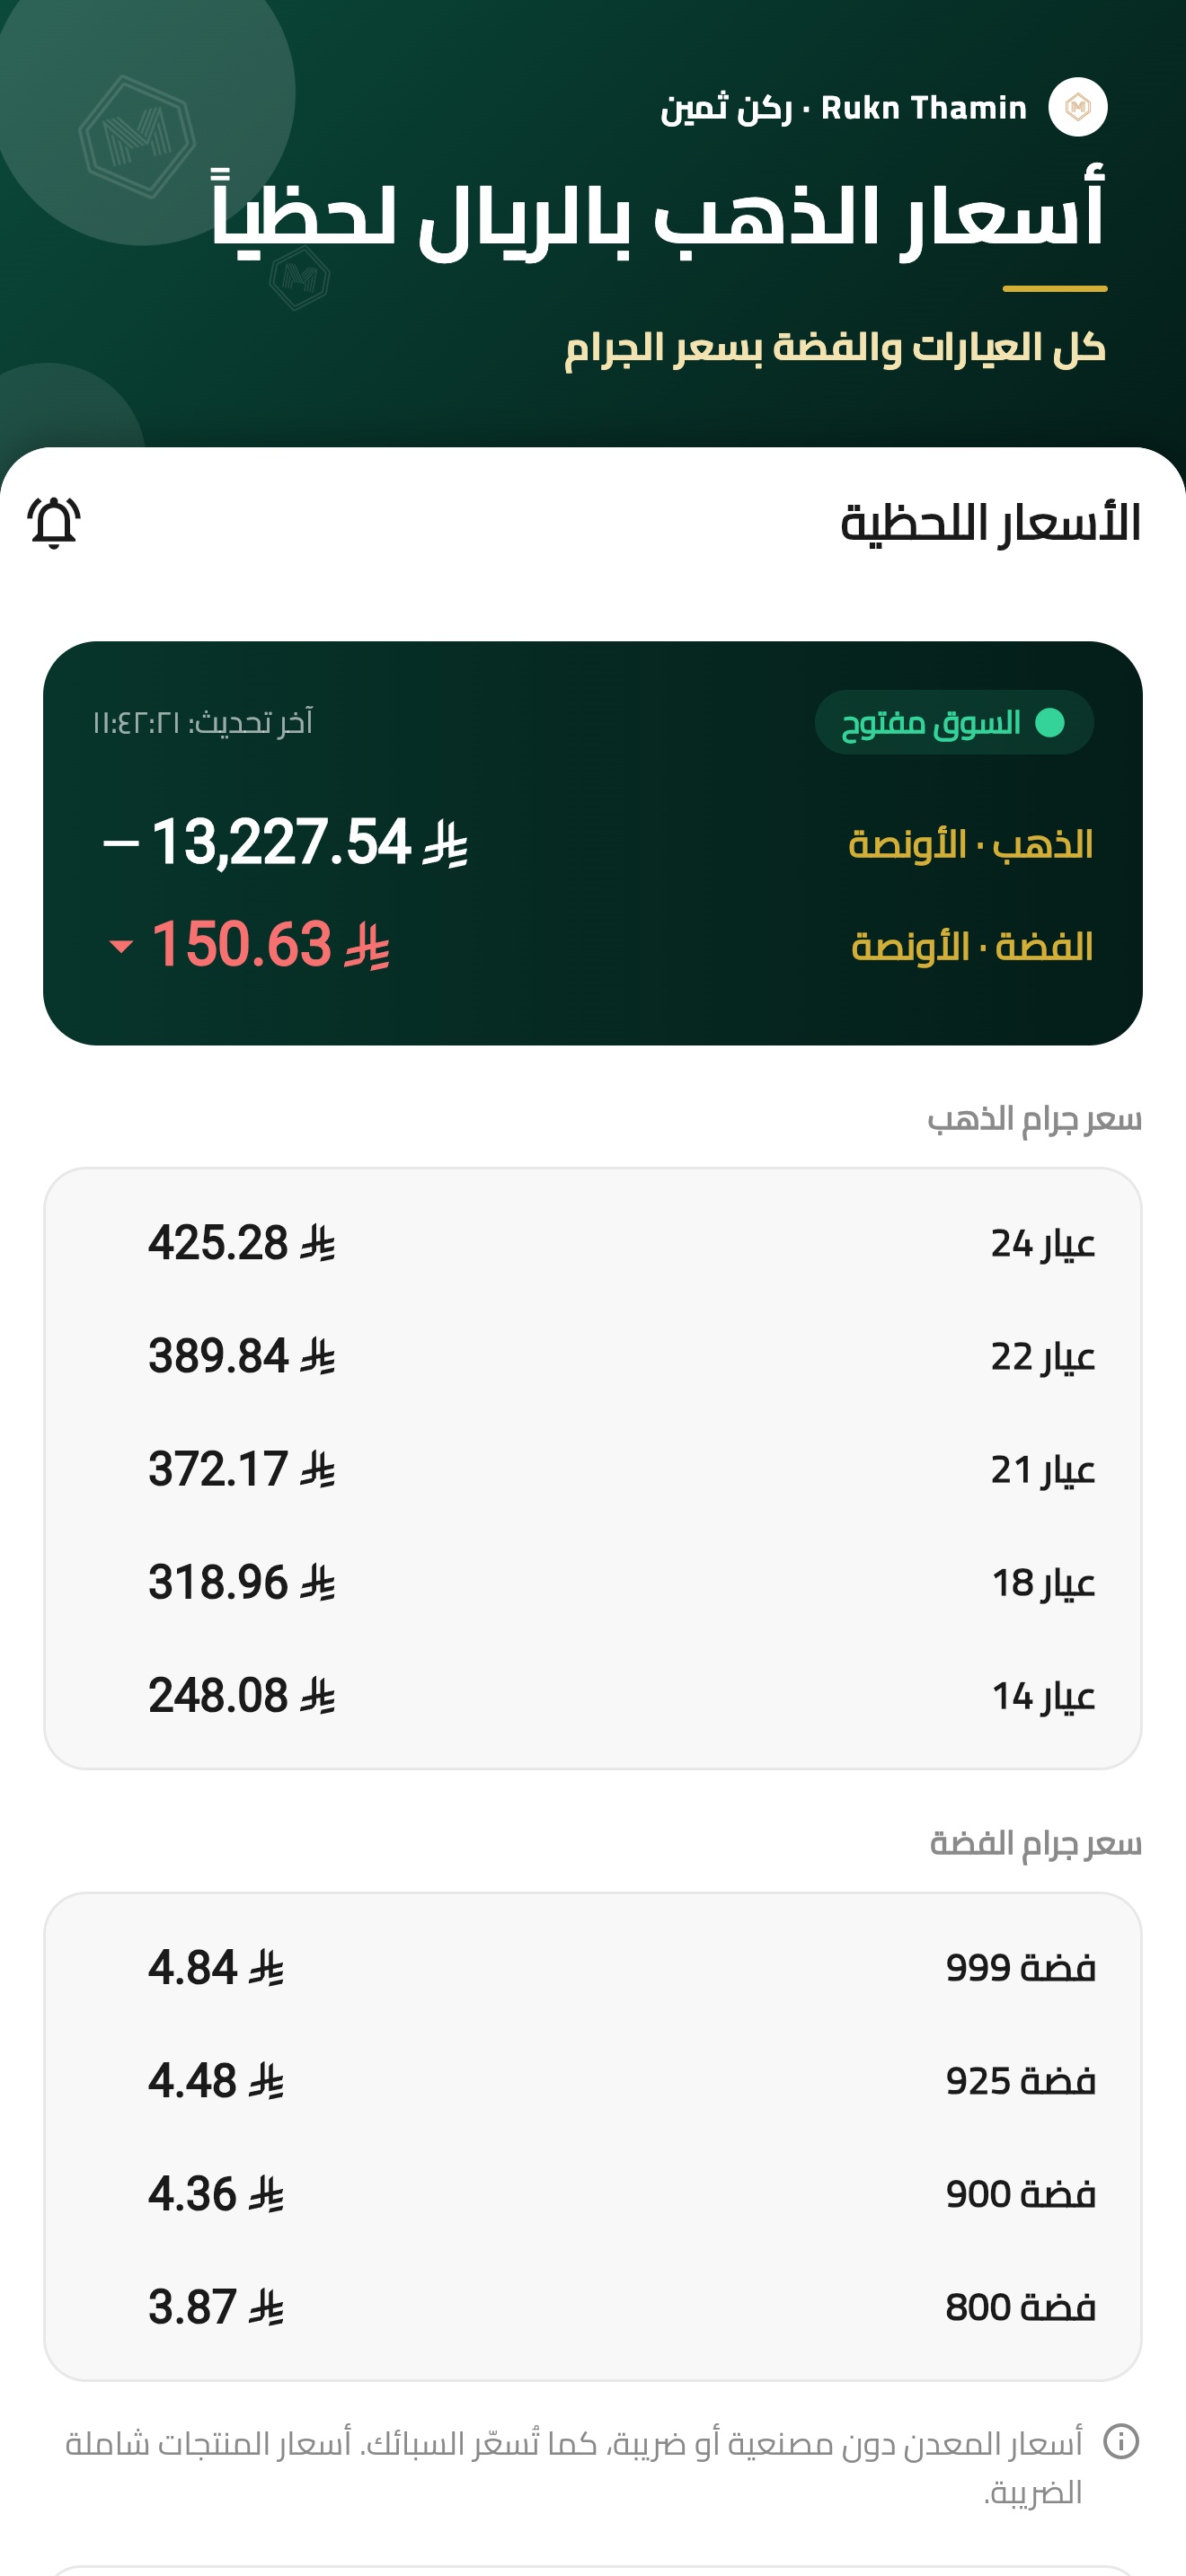 ركن ثمين · Rukn Thamin
أسعار الذهب بالريال لحظياً
كل العيارات والفضة بسعر الجرام
الأسعار اللحظية
السوق مفتوح
آخر تحديث: ١١:٤٢:٢١
الذهب · الأونصة
13,227.54 —
الفضة · الأونصة
150.63
سعر جرام الذهب
عيار 24
425.28
عيار 22
389.84
عيار 21
372.17
عيار 18
318.96
عيار 14
248.08
سعر جرام الفضة
فضة 999
4.84
فضة 925
4.48
فضة 900
4.36
فضة 800
3.87
أسعار المعدن دون مصنعية أو ضريبة، كما تُسعّر السبائك. أسعار المنتجات شاملة
الضريبة.